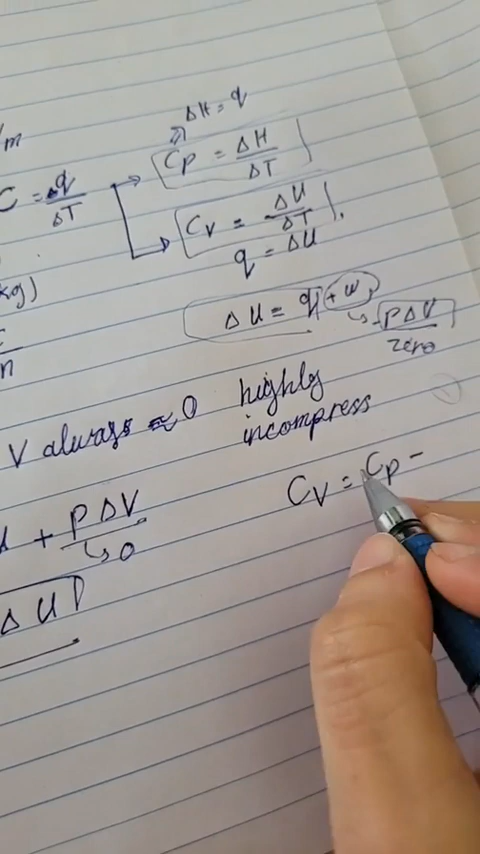 /m
ΔH = q
Cp = ΔH/ΔT
C = Δq/ΔT
Cv = ΔU/ΔT
q = ΔU
kg)
ΔU = q + w
-PΔV
zero
n
V always ≈ 0 highly
incompress
Cv = Cp -
+ PΔV
0
ΔU